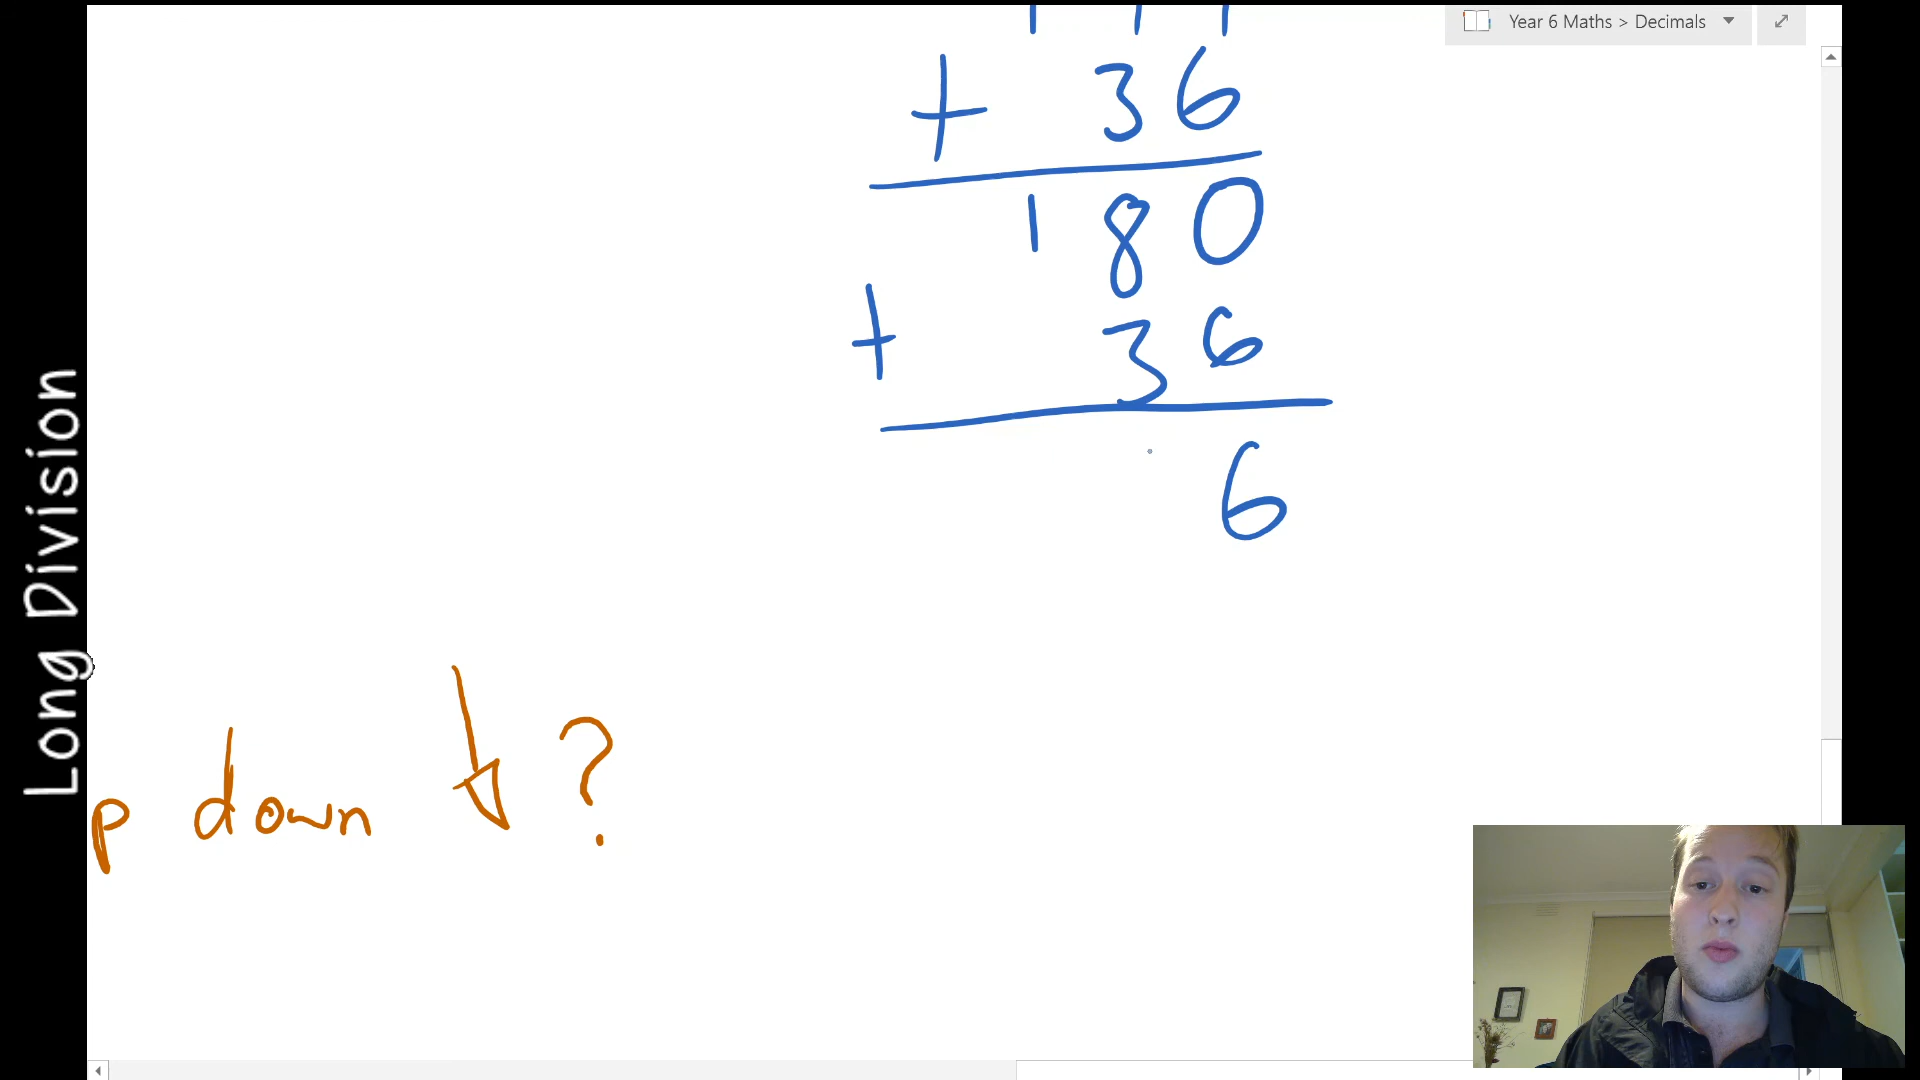 Year 6 Maths > Decimals
+ 36
180
+ 36
6
Long Division
p down ?